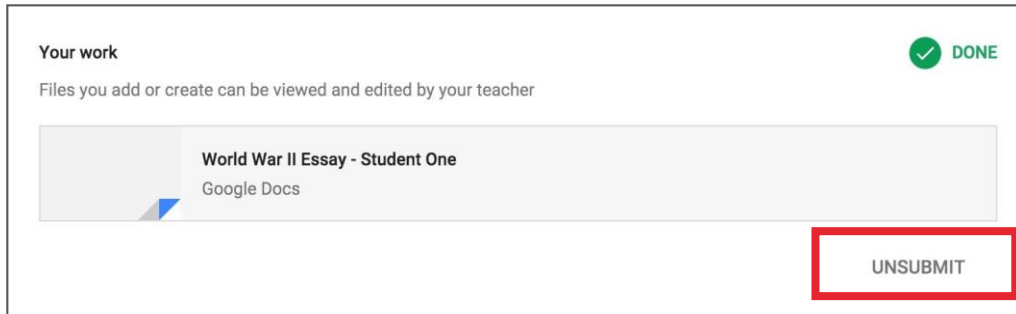 Your work
DONE
Files you add or create can be viewed and edited by your teacher
World War II Essay - Student One
Google Docs
UNSUBMIT